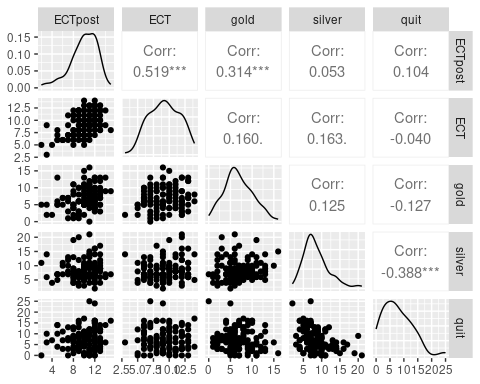 ECTpost ECT gold silver quit
0.15
0.10
0.05
0.00
Corr:
0.519***
Corr:
0.314***
Corr:
0.053
Corr:
0.104
ECTpost
12.5
10.0
7.5
5.0
2.5
Corr:
0.160.
Corr:
0.163.
Corr:
-0.040
ECT
15
10
5
0
Corr:
0.125
Corr:
-0.127
gold
20
15
10
5
Corr:
-0.388***
silver
25
20
15
10
5
0
quit
4 8 12 2.5 5.0 7.5 10.0 12.5 0 5 10 15 5 10 15 20 0 5 10 15 20 25